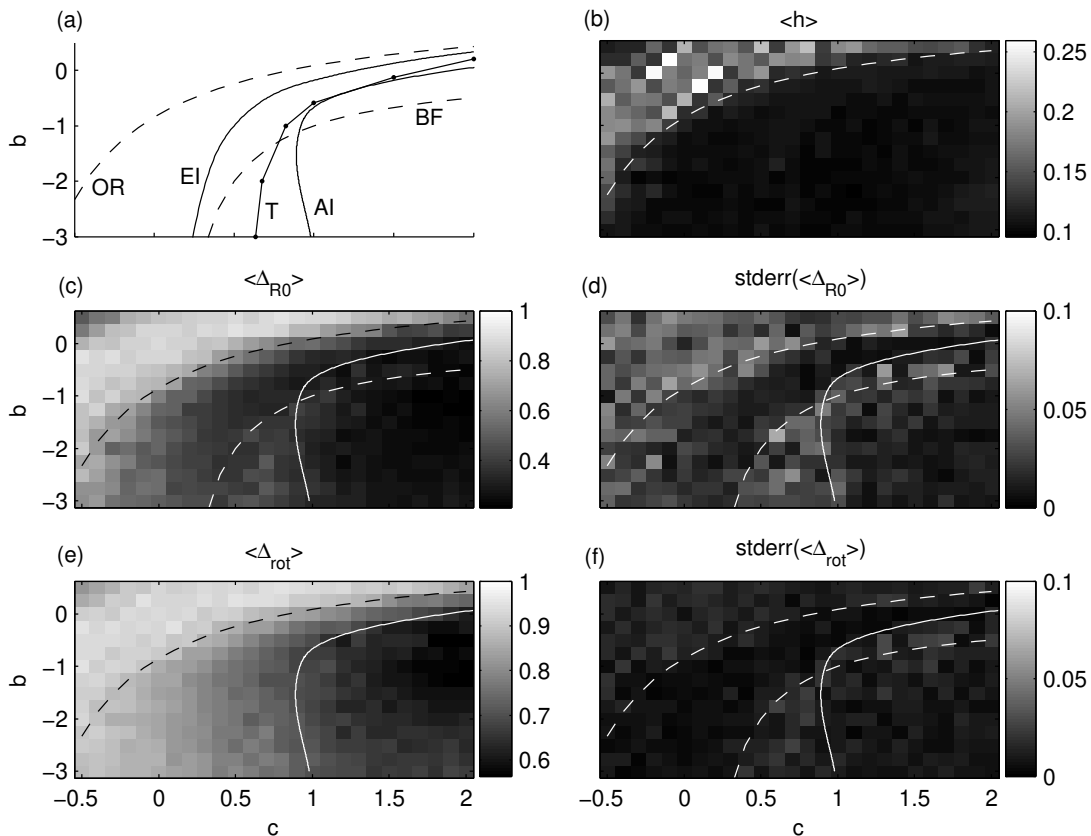 (a)
b
0
−1
−2
−3
OR
EI
T
AI
BF
(b)
<h>
0.25
0.2
0.15
0.1
(c)
<Δ_R0>
b
0
−1
−2
−3
1
0.8
0.6
0.4
(d)
stderr(<Δ_R0>)
0.1
0.05
0
(e)
<Δ_rot>
b
0
−1
−2
−3
−0.5
0
0.5
1
1.5
2
c
1
0.9
0.8
0.7
0.6
(f)
stderr(<Δ_rot>)
−0.5
0
0.5
1
1.5
2
c
0.1
0.05
0